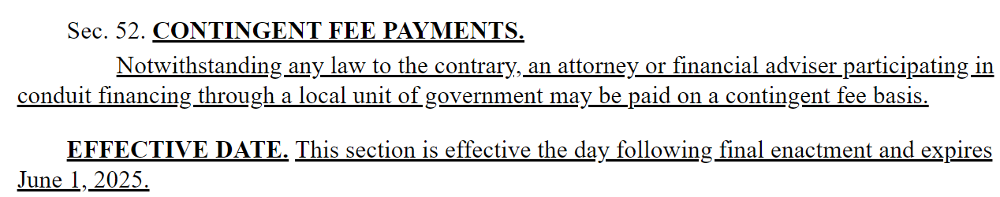 Sec. 52. CONTINGENT FEE PAYMENTS.
Notwithstanding any law to the contrary, an attorney or financial adviser participating in
conduit financing through a local unit of government may be paid on a contingent fee basis.
EFFECTIVE DATE. This section is effective the day following final enactment and expires
June 1, 2025.